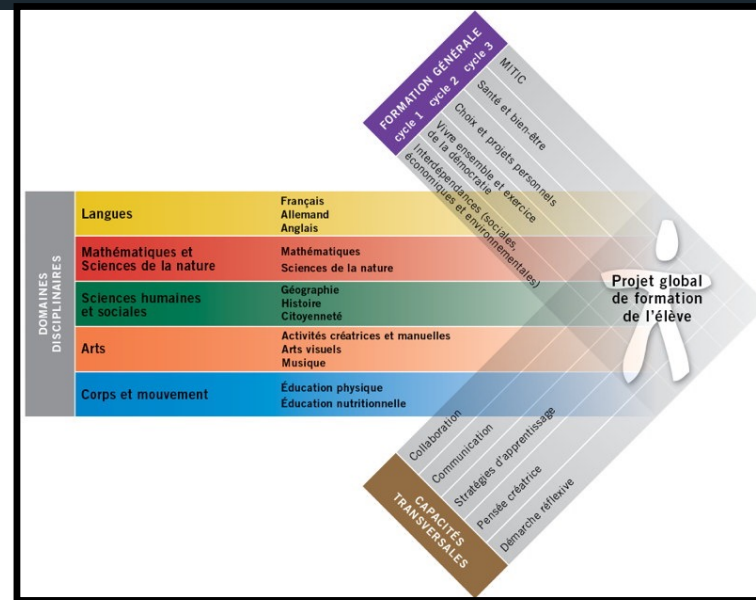 FORMATION GÉNÉRALE
cycle 1 cycle 2 cycle 3
MITIC
Santé et bien-être
Choix et projets personnels
Vivre ensemble et exercice
de la démocratie
Interdépendances (sociales,
économiques et environnementales)
DOMAINES
DISCIPLINAIRES
Langues
Français
Allemand
Anglais
Mathématiques et
Sciences de la nature
Mathématiques
Sciences de la nature
Sciences humaines
et sociales
Géographie
Histoire
Citoyenneté
Arts
Activités créatrices et manuelles
Arts visuels
Musique
Corps et mouvement
Éducation physique
Éducation nutritionnelle
Projet global
de formation
de l'élève
Collaboration
Communication
Stratégies d'apprentissage
Pensée créatrice
Démarche réflexive
CAPACITÉS
TRANSVERSALES